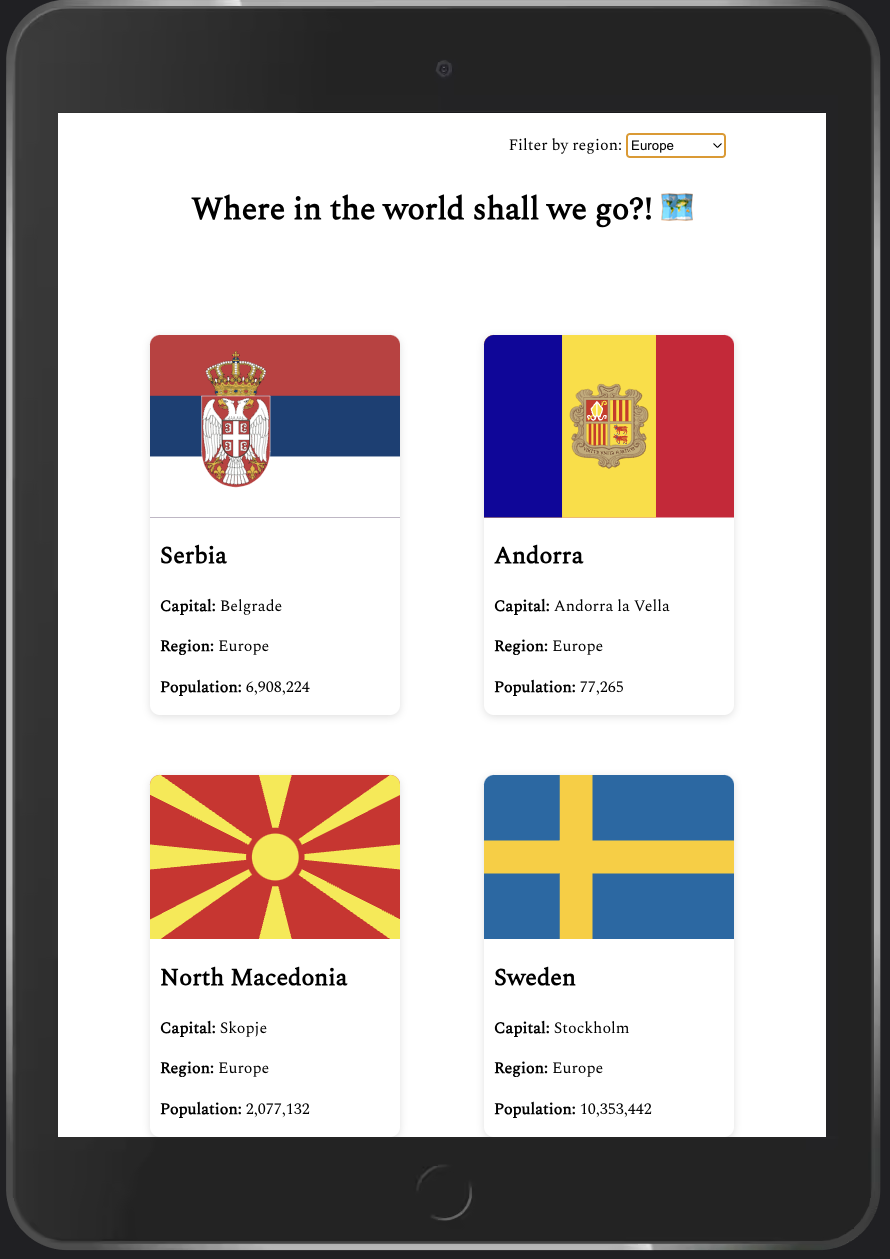 Filter by region: Europe
Where in the world shall we go?! 🗺️
Serbia
Capital: Belgrade
Region: Europe
Population: 6,908,224
Andorra
Capital: Andorra la Vella
Region: Europe
Population: 77,265
North Macedonia
Capital: Skopje
Region: Europe
Population: 2,077,132
Sweden
Capital: Stockholm
Region: Europe
Population: 10,353,442